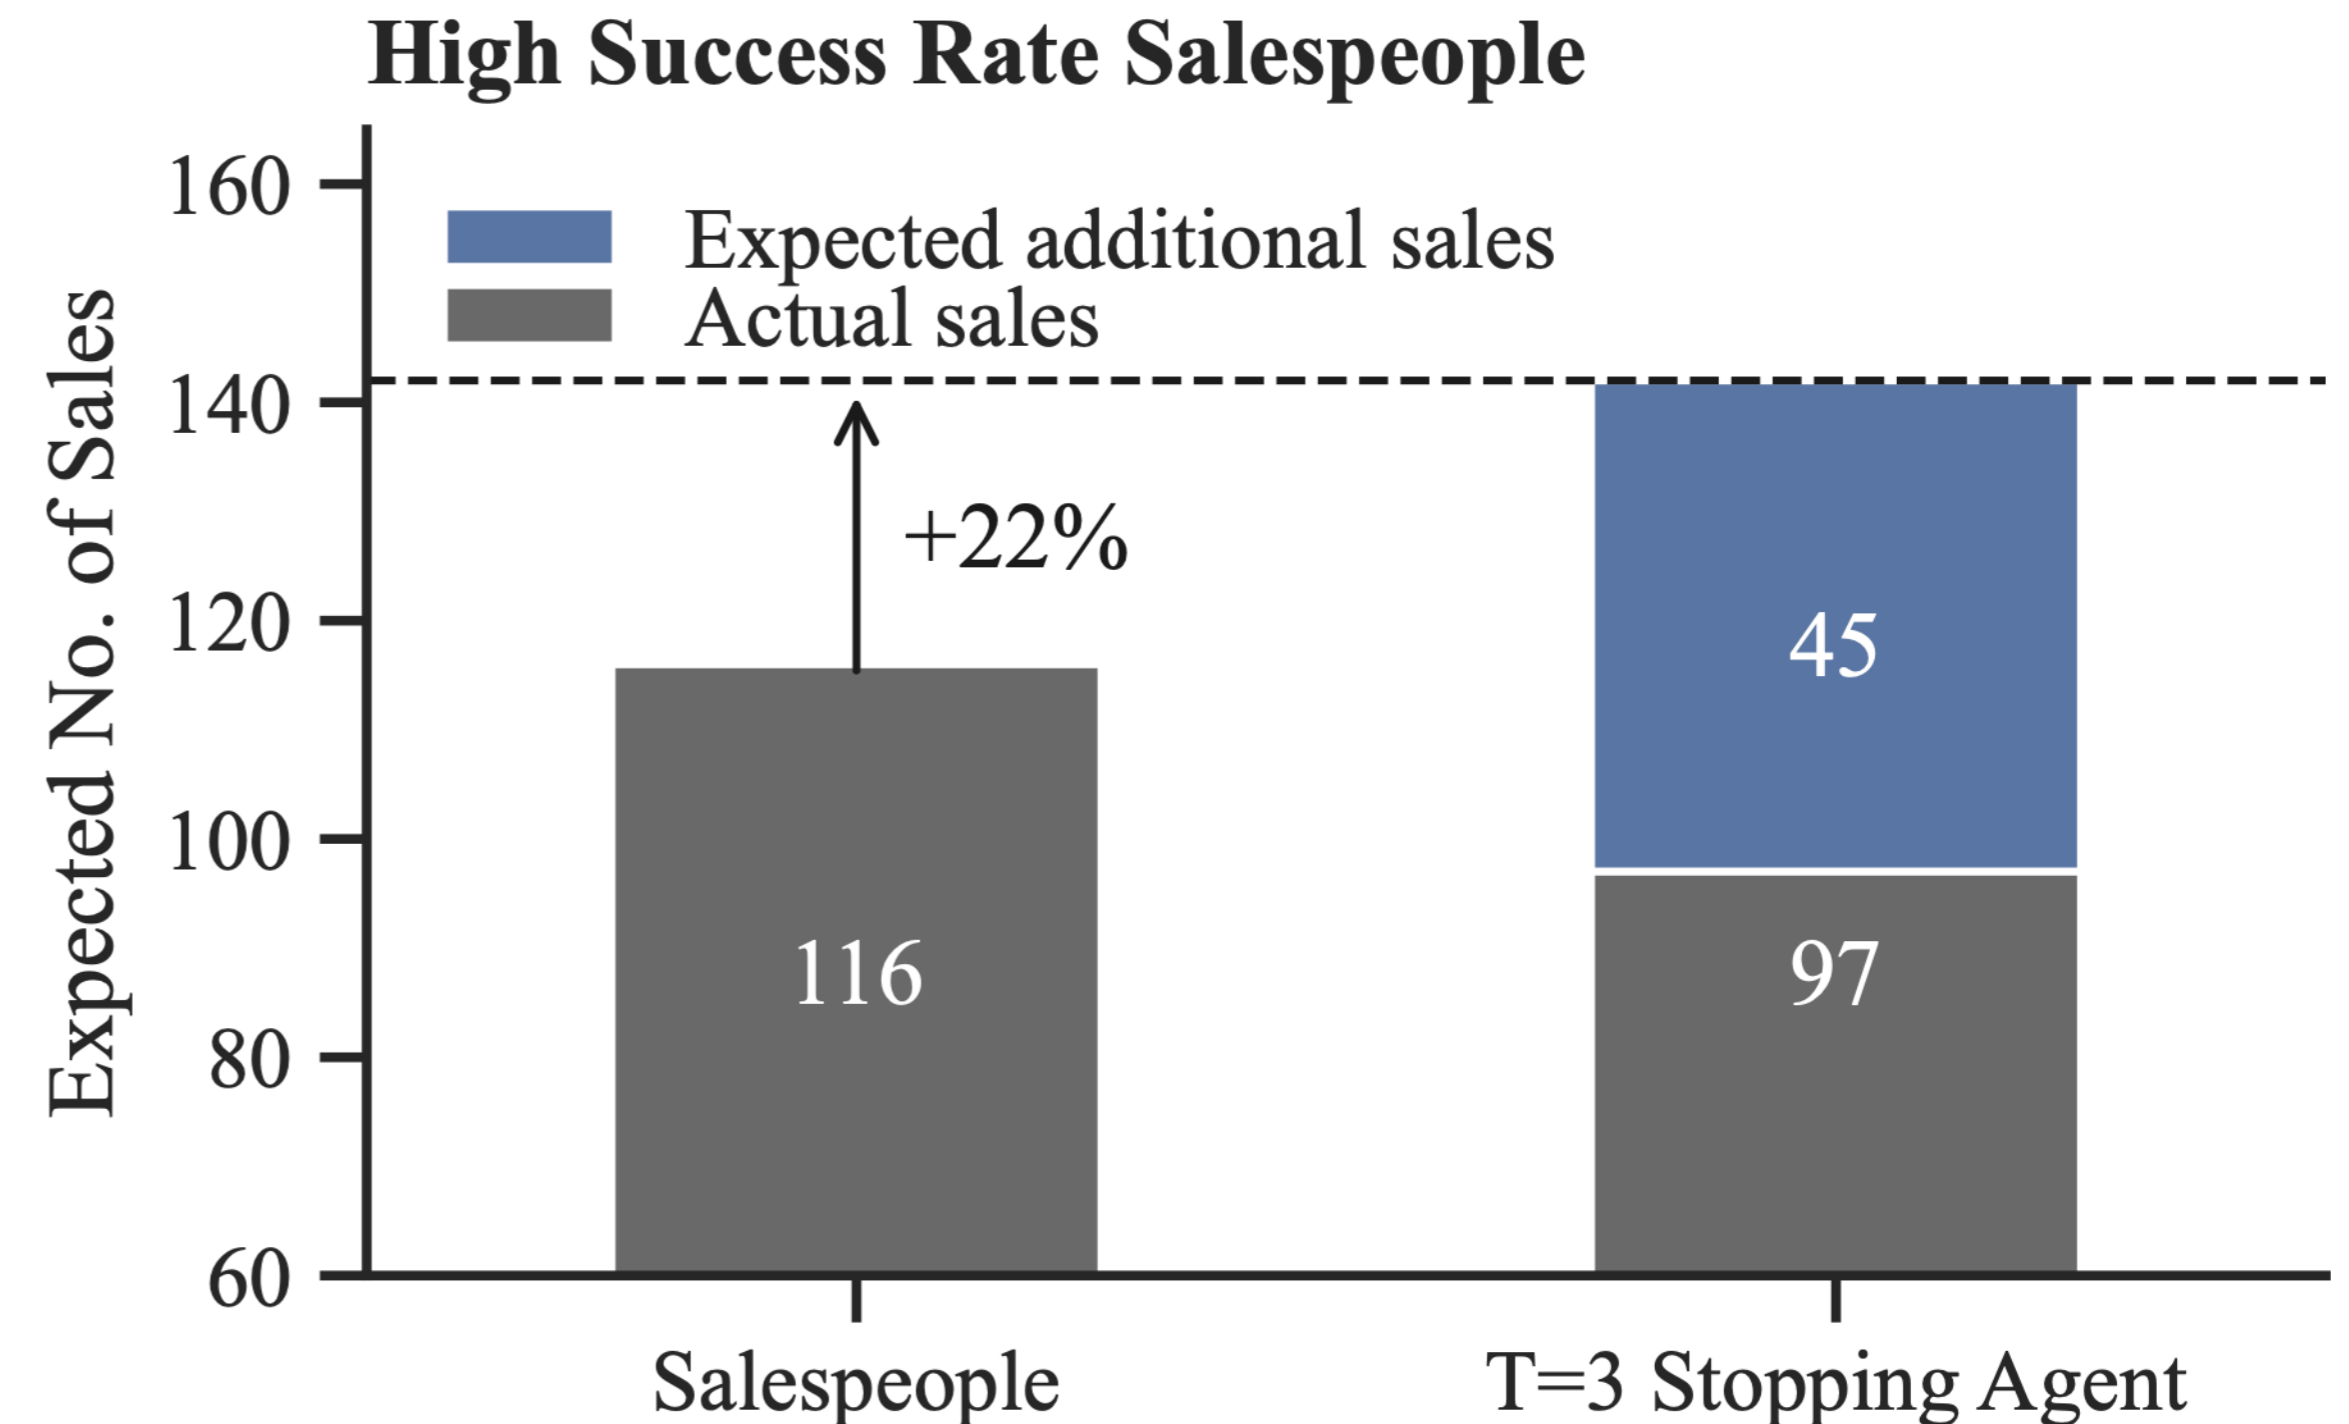 High Success Rate Salespeople
Expected No. of Sales
160
140
120
100
80
60
Expected additional sales
Actual sales
+22%
116
45
97
Salespeople
T=3 Stopping Agent